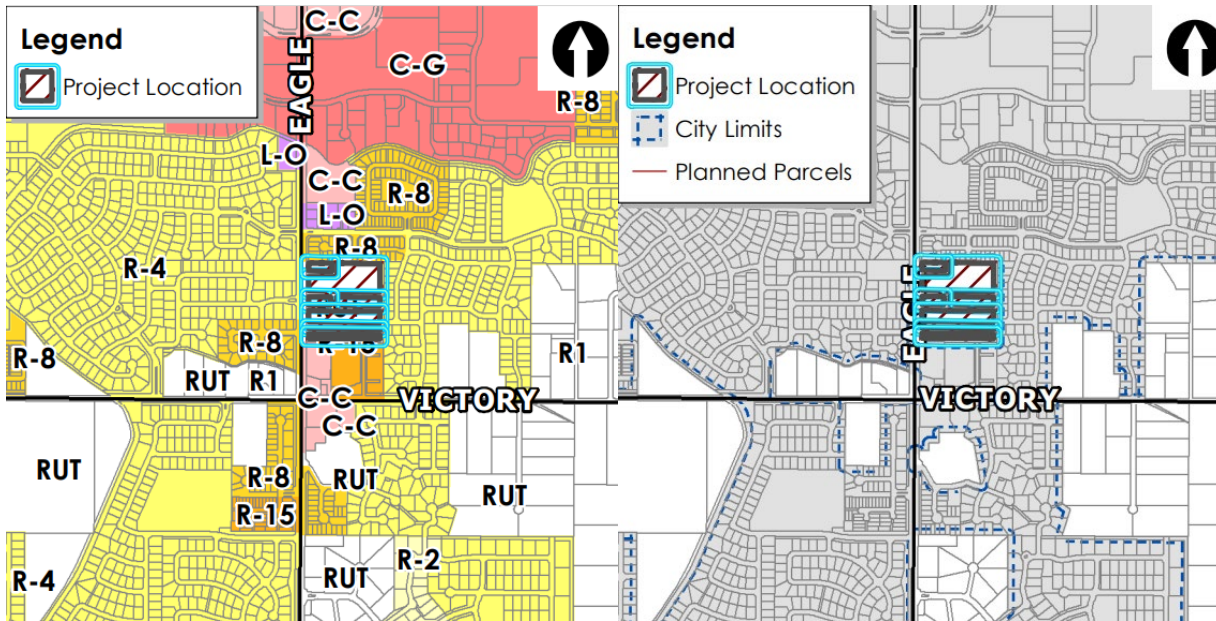 Legend
Project Location
C-C
EAGLE
C-G
R-8
L-O
C-C
R-8
L-O
R-8
R-4
R-8
R-8
RUT
R1
R1
C-C
VICTORY
C-C
RUT
R-8
RUT
RUT
R-15
R-2
RUT
R-4
Legend
Project Location
City Limits
Planned Parcels
EAGLE
VICTORY